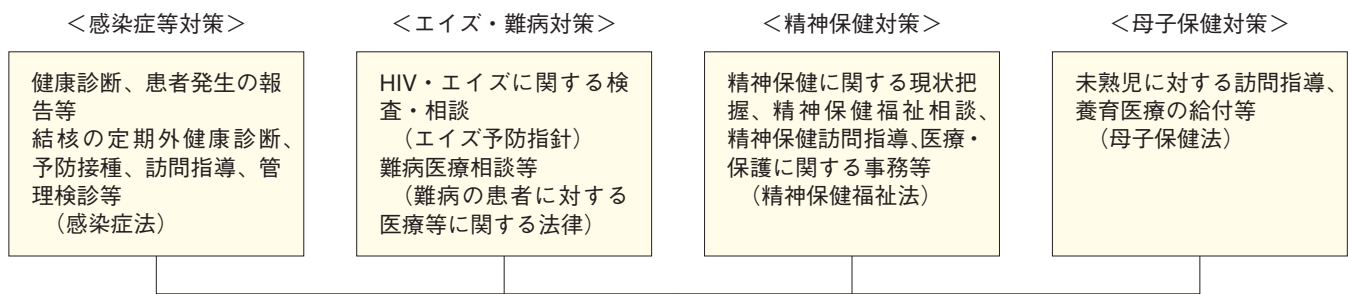 ＜感染症等対策＞
健康診断、患者発生の報
告等
結核の定期外健康診断、
予防接種、訪問指導、管
理検診等
（感染症法）
＜エイズ・難病対策＞
HIV・エイズに関する検
査・相談
（エイズ予防指針）
難病医療相談等
（難病の患者に対する
医療等に関する法律）
＜精神保健対策＞
精神保健に関する現状把
握、精神保健福祉相談、
精神保健訪問指導、医療・
保護に関する事務等
（精神保健福祉法）
＜母子保健対策＞
未熟児に対する訪問指導、
養育医療の給付等
（母子保健法）